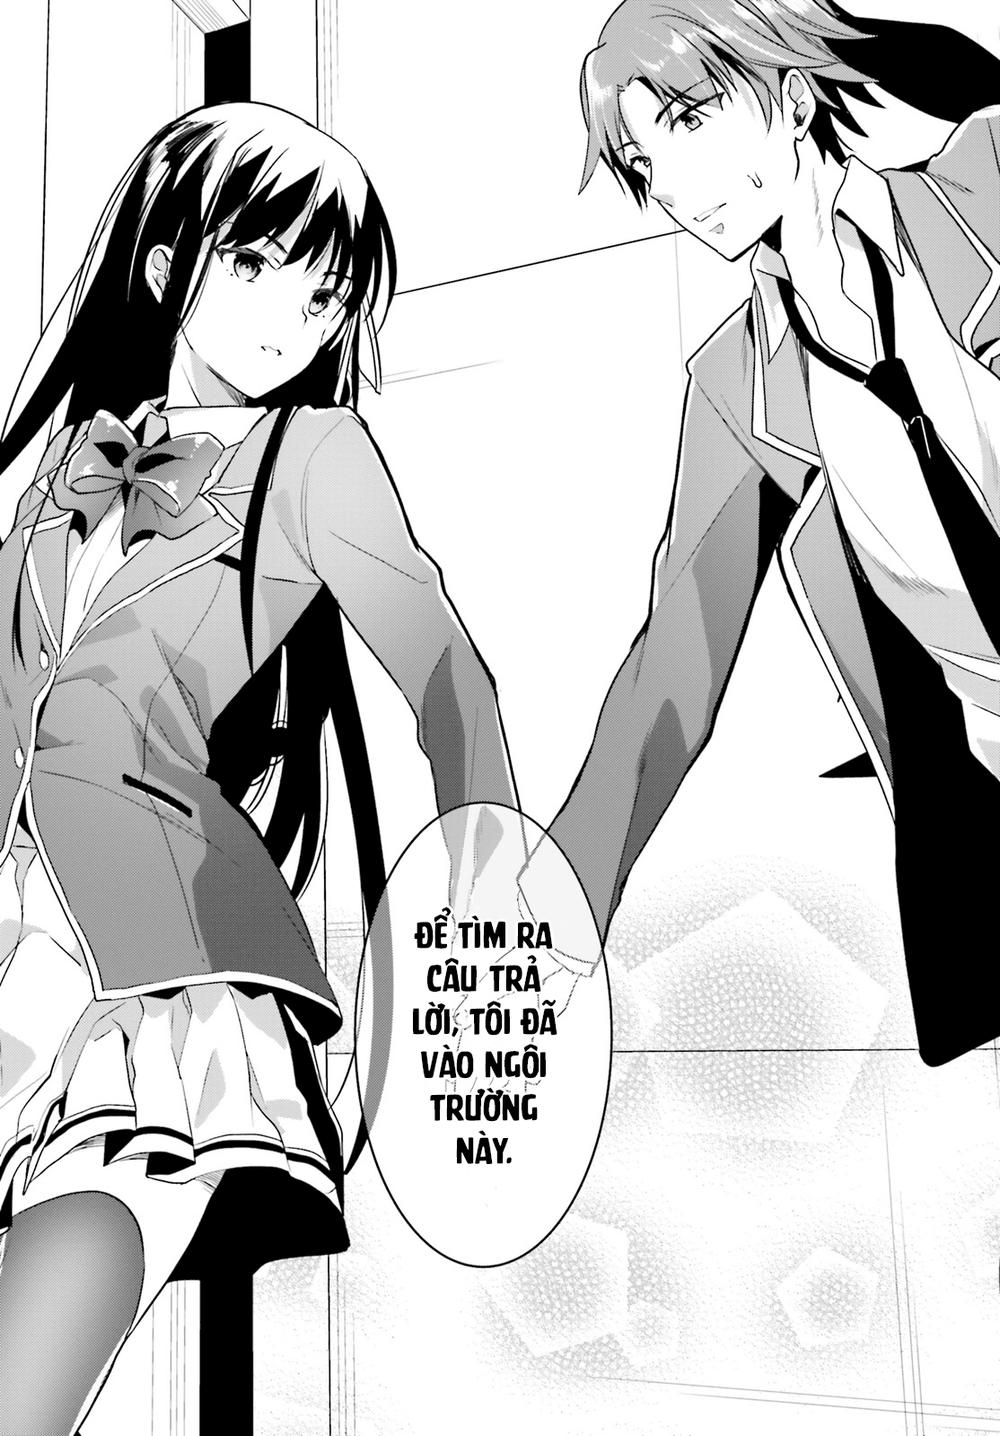 ĐỂ TÌM RA
CÂU TRẢ
LỜI, TÔI ĐÃ
VÀO NGÔI
TRƯỜNG
NÀY.